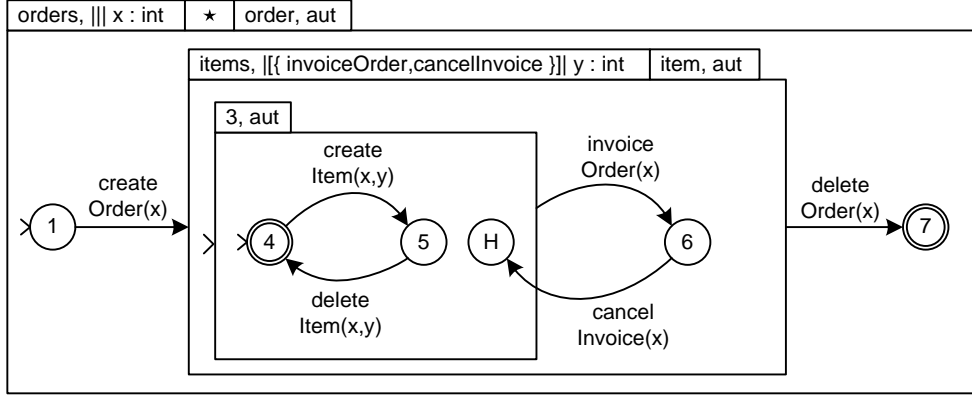 orders, ||| x : int
★
order, aut
items, |[{ invoiceOrder,cancelInvoice }]| y : int
item, aut
3, aut
create
Order(x)
1
create
Item(x,y)
4
5
delete
Item(x,y)
H
invoice
Order(x)
6
cancel
Invoice(x)
delete
Order(x)
7